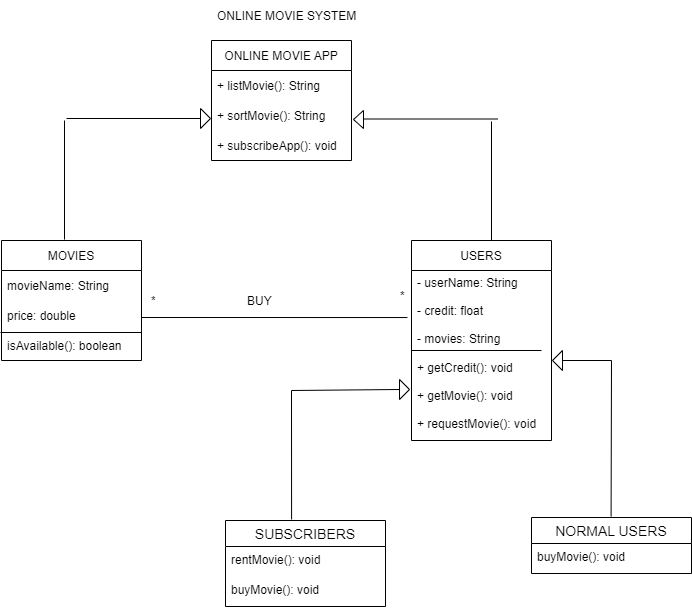 ONLINE MOVIE SYSTEM
ONLINE MOVIE APP
+ listMovie(): String
+ sortMovie(): String
+ subscribeApp(): void
MOVIES
movieName: String
price: double
isAvailable(): boolean
* BUY *
USERS
- userName: String
- credit: float
- movies: String
+ getCredit(): void
+ getMovie(): void
+ requestMovie(): void
SUBSCRIBERS
rentMovie(): void
buyMovie(): void
NORMAL USERS
buyMovie(): void